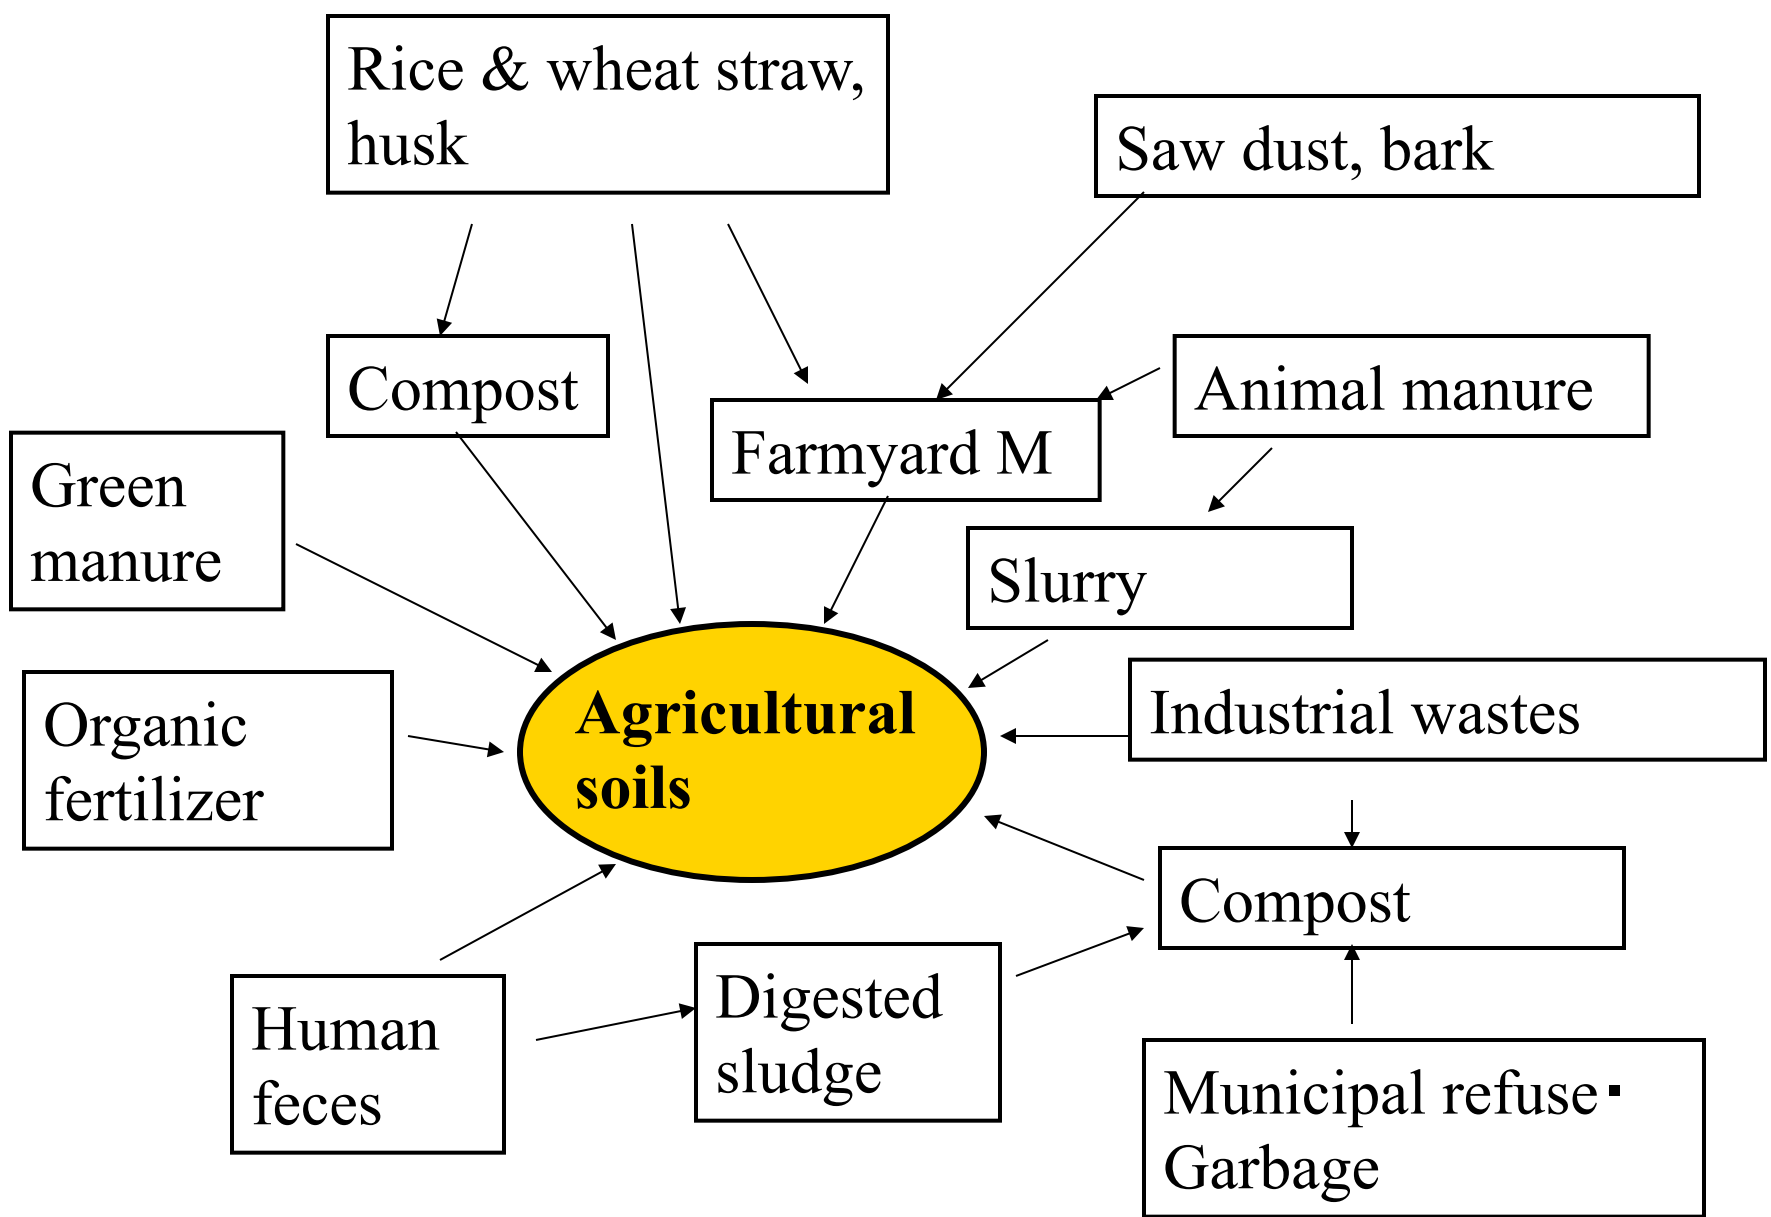 Rice & wheat straw,
husk
Saw dust, bark
Compost
Animal manure
Farmyard M
Green
manure
Slurry
Organic
fertilizer
Agricultural
soils
Industrial wastes
Compost
Human
feces
Digested
sludge
Municipal refuse・
Garbage